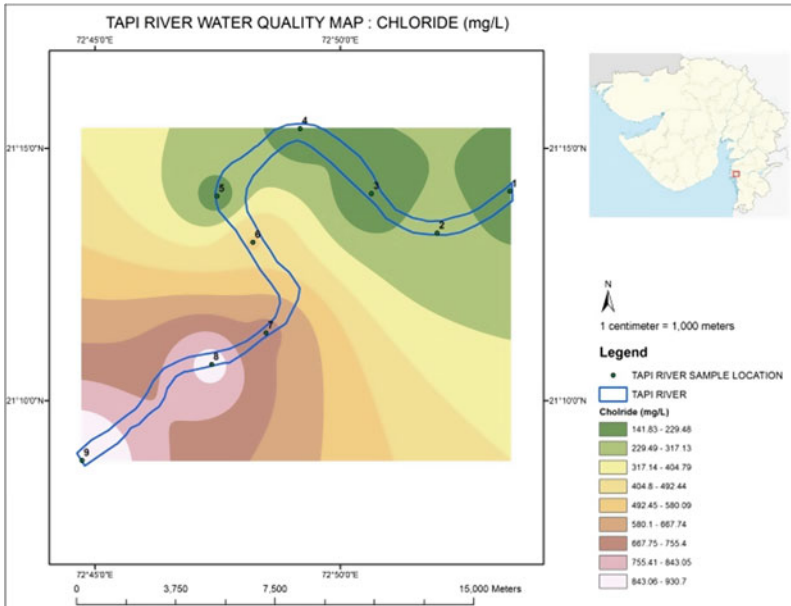 TAPI RIVER WATER QUALITY MAP : CHLORIDE (mg/L)
72°45'0"E 72°50'0"E
21°15'0"N 21°15'0"N
4
5
3
1
2
6
7
8
21°10'0"N 21°10'0"N
9
72°45'0"E 72°50'0"E
0 3,750 7,500 15,000 Meters
N
1 centimeter = 1,000 meters
Legend
TAPI RIVER SAMPLE LOCATION
TAPI RIVER
Cholride (mg/L)
141.83 - 229.48
229.49 - 317.13
317.14 - 404.79
404.8 - 492.44
492.45 - 580.09
580.1 - 667.74
667.75 - 755.4
755.41 - 843.05
843.06 - 930.7